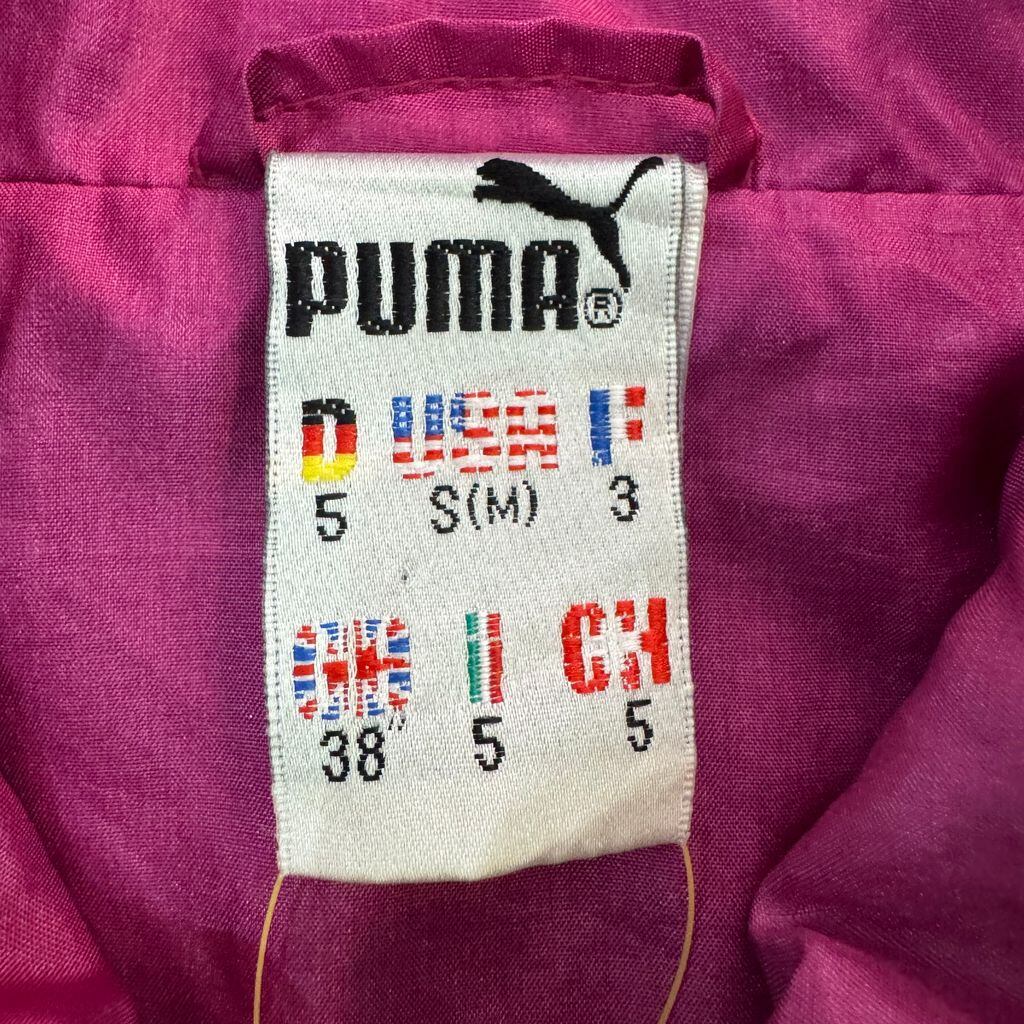 PUMA®
D USA F
5 S(M) 3
GB I CH
38" 5 5